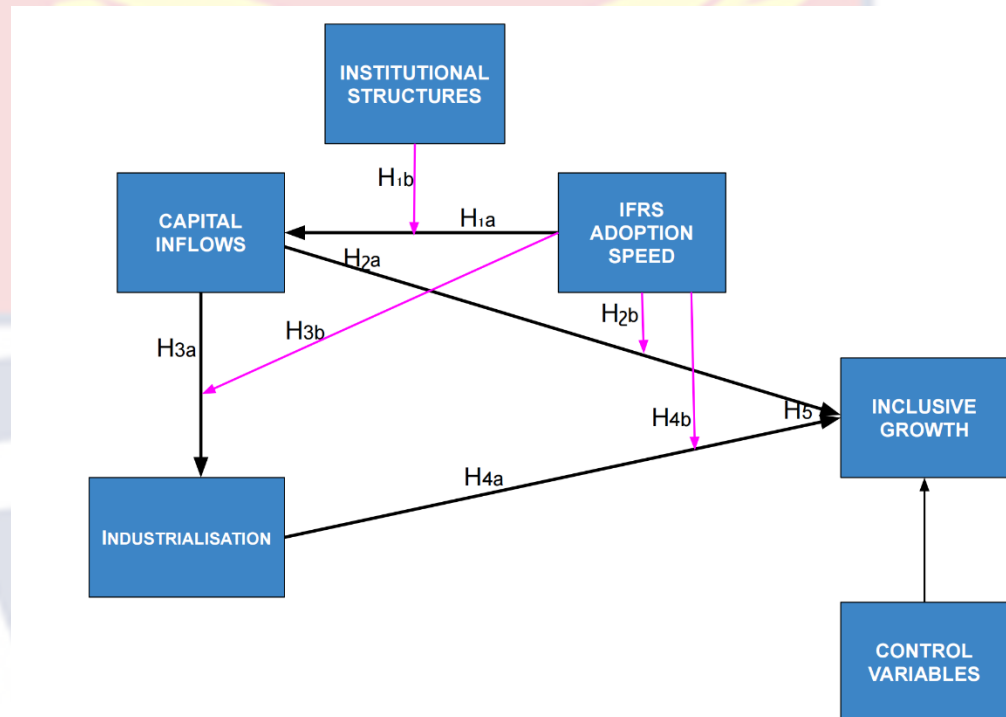 INSTITUTIONAL
STRUCTURES
H1b
CAPITAL
INFLOWS
H1a
IFRS
ADOPTION
SPEED
H2a
H2b
H3a
H3b
H4b
H5
INCLUSIVE
GROWTH
H4a
INDUSTRIALISATION
CONTROL
VARIABLES